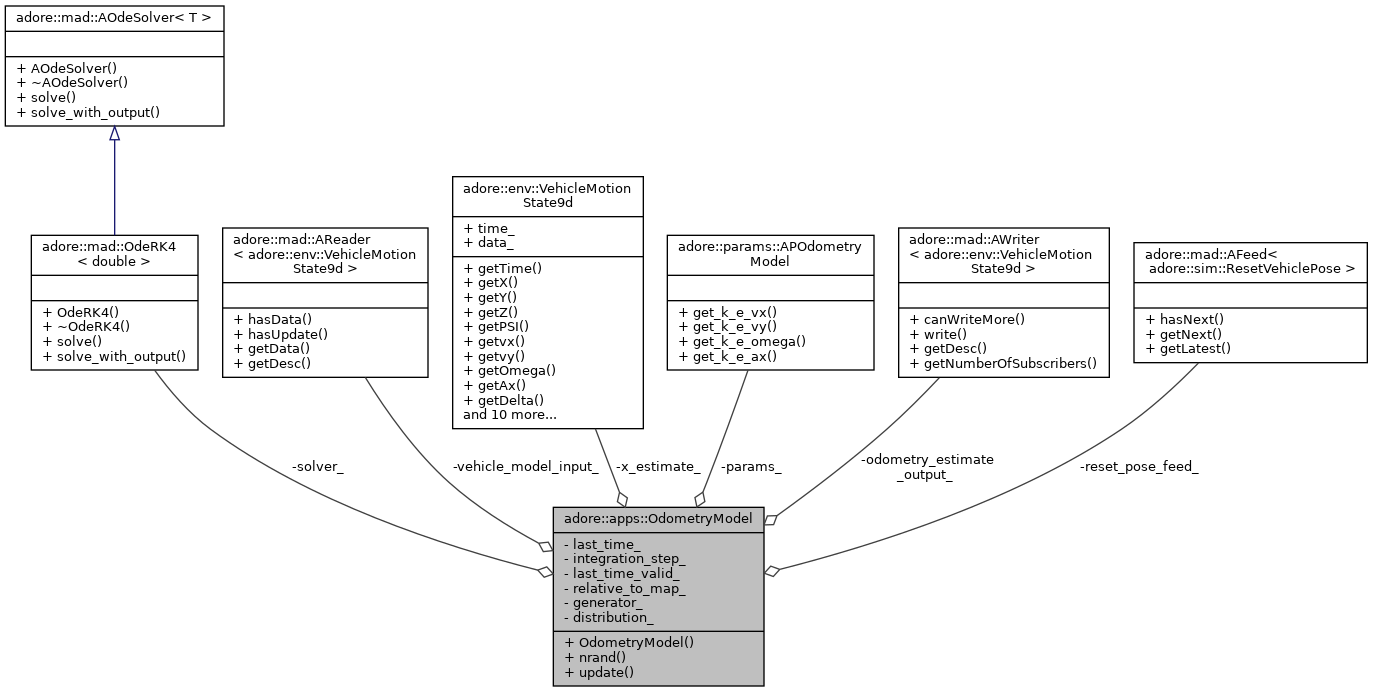 adore::mad::AOdeSolver< T >
+ AOdeSolver()
+ ~AOdeSolver()
+ solve()
+ solve_with_output()
adore::mad::OdeRK4
< double >
+ OdeRK4()
+ ~OdeRK4()
+ solve()
+ solve_with_output()
adore::mad::AReader
< adore::env::VehicleMotion
State9d >
+ hasData()
+ hasUpdate()
+ getData()
+ getDesc()
adore::env::VehicleMotion
State9d
+ time_
+ data_
+ getTime()
+ getX()
+ getY()
+ getZ()
+ getPSI()
+ getvx()
+ getvy()
+ getOmega()
+ getAx()
+ getDelta()
and 10 more...
adore::params::APOdometry
Model
+ get_k_e_vx()
+ get_k_e_vy()
+ get_k_e_omega()
+ get_k_e_ax()
adore::mad::AWriter
< adore::env::VehicleMotion
State9d >
+ canWriteMore()
+ write()
+ getDesc()
+ getNumberOfSubscribers()
adore::mad::AFeed<
adore::sim::ResetVehiclePose >
+ hasNext()
+ getNext()
+ getLatest()
-solver_
-vehicle_model_input_
-x_estimate_
-params_
-odometry_estimate
_output_
-reset_pose_feed_
adore::apps::OdometryModel
- last_time_
- integration_step_
- last_time_valid_
- relative_to_map_
- generator_
- distribution_
+ OdometryModel()
+ nrand()
+ update()